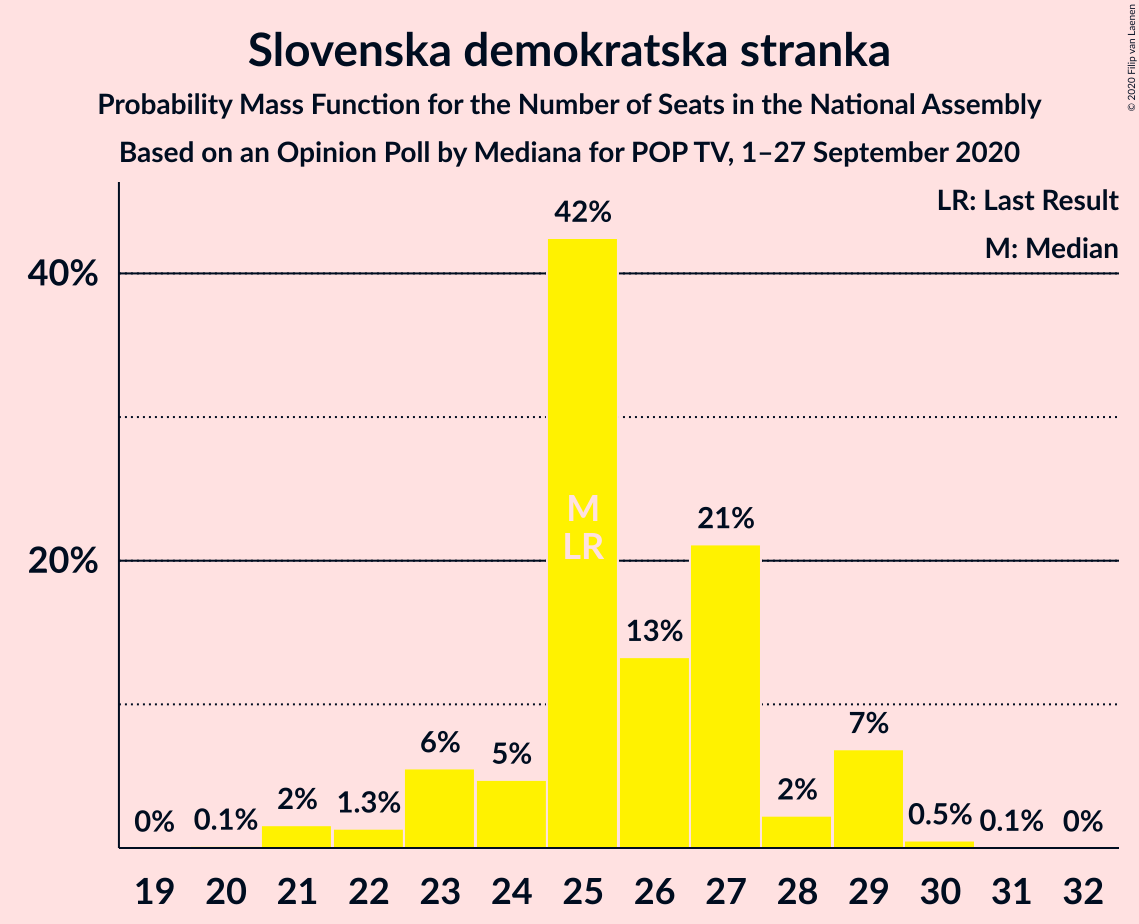 Slovenska demokratska stranka
Probability Mass Function for the Number of Seats in the National Assembly
Based on an Opinion Poll by Mediana for POP TV, 1–27 September 2020
© 2020 Filip van Laenen
LR: Last Result
M: Median
40%
20%
0%
0.1%
2%
1.3%
6%
5%
42%
M
LR
13%
21%
2%
7%
0.5%
0.1%
0%
19 20 21 22 23 24 25 26 27 28 29 30 31 32